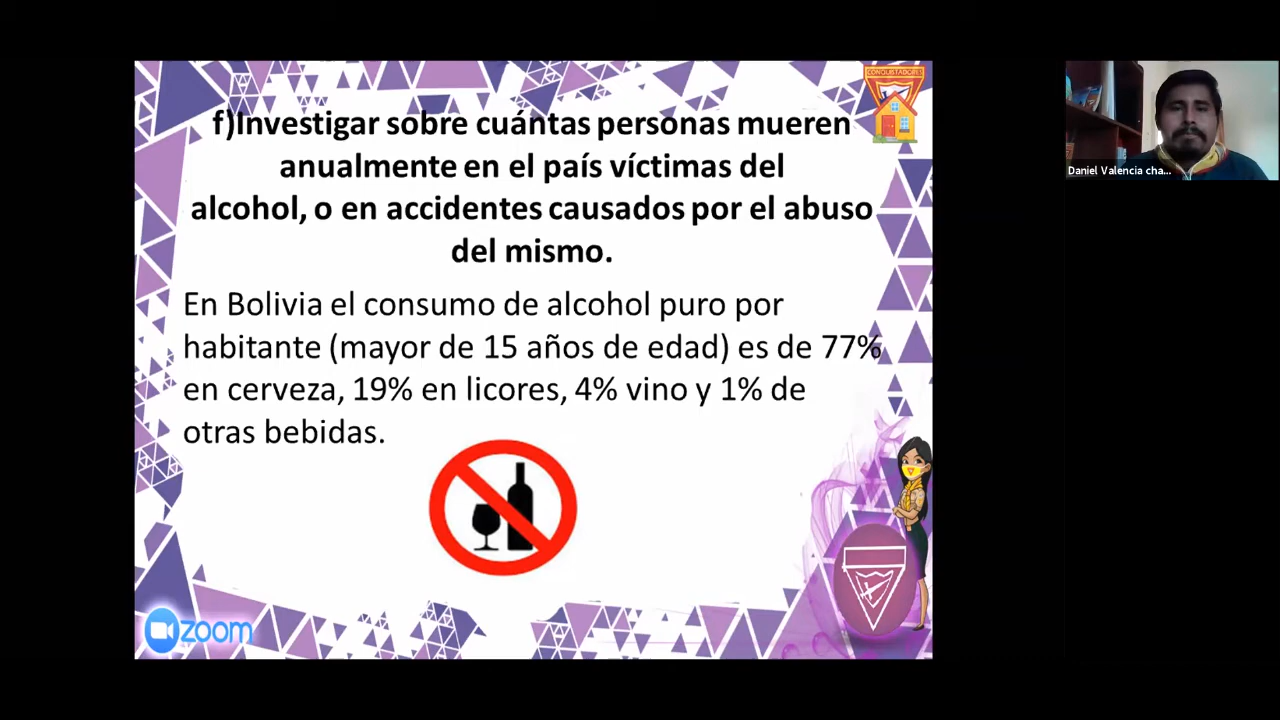 CONQUISTADORES
f)Investigar sobre cuántas personas mueren
anualmente en el país víctimas del
alcohol, o en accidentes causados por el abuso
del mismo.
En Bolivia el consumo de alcohol puro por
habitante (mayor de 15 años de edad) es de 77%
en cerveza, 19% en licores, 4% vino y 1% de
otras bebidas.
zoom
Daniel Valencia cha...